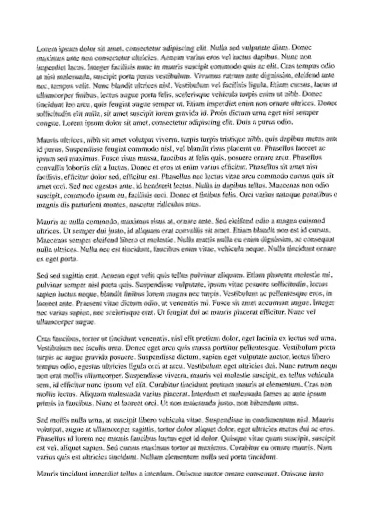 Lorem ipsum dolor sit amet, consectetur adipiscing elit. Nulla sed vulputate diam. Donec
maximus ante non consectetur ultricies. Aenean varius eros vel luctus dapibus. Nunc non
imperdiet lacus. Integer facilisis nunc in mauris suscipit commodo quis ac elit. Cras tempus odio
at nisi malesuada, suscipit porta purus vestibulum. Vivamus rutrum ante dignissim, eleifend ante
nec, tempus velit. Nunc blandit ultrices nisl. Vestibulum vel facilisis ligula. Etiam cursus, lacus at
ullamcorper finibus, lectus augue porta felis, scelerisque vehicula turpis enim at nibh. Donec
tincidunt leo arcu, quis feugiat augue semper ut. Etiam imperdiet enim non ornare ultrices. Donec
sollicitudin elit mila, sit amet suscipit lorem gravida id. Proin dictum urna eget nisi semper
congue. Lorem ipsum dolor sit amet, consectetur adipiscing elit. Duis a purus odio.
Mauris ultrices, nibh sit amet volutpat viverra, turpis turpis tristique nibh, quis dapibus metus
id purus. Suspendisse feugiat commodo nisl, vel blandit risus placerat eu. Phasellus laoreet ac
ipsum sed maximus. Fusce risus massa, faucibus at felis quis, posuere ornare arcu. Phasellus
convallis lobortis elit a luctus. Donec et eros ut enim varius efficitur. Phasellus sit amet nisi
facilisis, efficitur dolor sed, efficitur est. Phasellus nec lectus vitae arcu commodo cursus quis sit
amet orci. Sed nec egestas ante, id hendrerit lectus. Nulla in dapibus tellus. Maecenas non odio
suscipit, commodo ipsum eu, facilisis orci. Donec et finibus felis. Orci varius natoque penatibus e
magnis dis parturient montes, nascetur ridiculus mus.
Mauris ac nulla commodo, maximus risus at, ornare ante. Sed eleifend odio a magna euismod
ultrices. Ut semper dui justo, id aliquam erat convallis sit amet. Etiam blandit non est id cursus.
Maecenas semper eleifend libero et molestie. Nulla mattis nulla eu enim dignissim, ac consequat
nulla ultrices. Nulla nec est tincidunt, faucibus enim vitae, vehicula neque. Nulla tincidunt ornare
ex eget porta.
Sed sed sagittis erat. Aenean eget velit quis tellus pulvinar aliquam. Etiam pharetra molestie mi,
pulvinar semper nisl porta quis. Suspendisse vulputate, ipsum vitae posuere sollicitudin, lectus
sapien luctus neque, blandit finibus lorem magna nec turpis. Vestibulum ac pellentesque eros, in
laoreet ante. Praesent vitae dictum odio, ut venenatis mi. Fusce sit amet accumsan augue. Integer
nec varius sapien, nec scelerisque erat. Ut feugiat dui ac mauris placerat efficitur. Nunc vel
ullamcorper augue.
Cras faucibus, tortor ut tincidunt venenatis, nisl elit pretium dolor, eget lacinia ex lectus sed urna.
Vestibulum nec iaculis urna. Donec eget arcu quis massa porttitor pellentesque. Vestibulum porta
turpis ac augue gravida posuere. Suspendisse dictum, sapien eget vulputate auctor, lectus libero
tempus odio, egestas ultricies ligula orci at arcu. Vestibulum eget ultricies dui. Nunc rutrum
non erat mollis ullamcorper. Suspendisse viverra, mauris vel molestie suscipit, ex tellus vehicula
sem, id efficitur nunc ipsum vel elit. Curabitur tincidunt pretium mauris at elementum. Cras non
mollis lectus. Aliquam malesuada varius placerat. Interdum et malesuada fames ac ante ipsum
primis in faucibus. Nunc et laoreet orci. Ut non malesuada justo, non bibendum urna.
Sed mollis nulla urna, at suscipit libero vehicula vitae. Suspendisse in condimentum nisl. Mauris
volutpat, augue at ullamcorper sagittis, tortor dolor aliquet dolor, eget ultricies metus dui ac eros.
Phasellus id lorem nec mauris faucibus luctus eget id dolor. Quisque vitae quam suscipit, suscipit
est vel, aliquet sapien. Sed cursus maximus tortor at maximus. Curabitur eu ornare mauris. Nam
varius quis est ultricies tincidunt. Nullam elementum nulla sed porta tincidunt.
Mauris tincidunt imperdiet tellus a interdum. Quisque auctor ornare consequat. Quisque justo